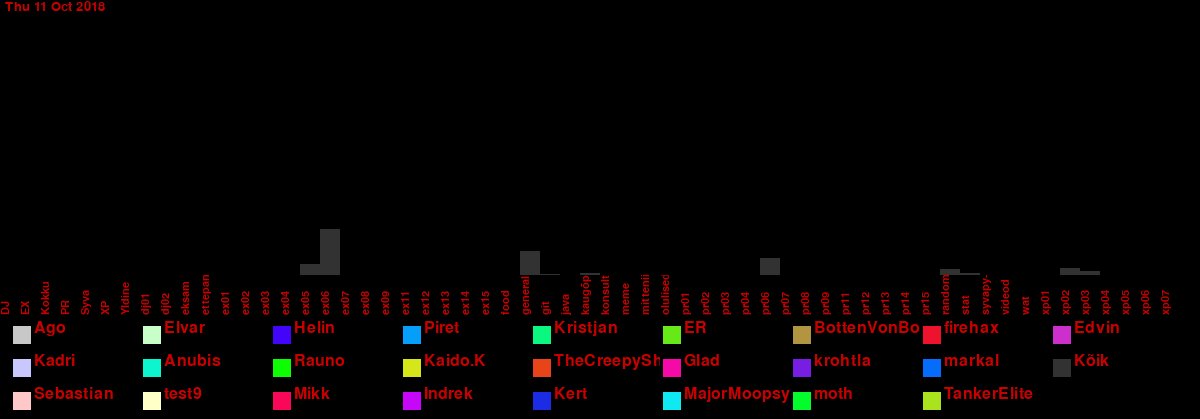 Thu 11 Oct 2018
DJ
EX
Kokku
PR
Syva
XP
Yldine
dj01
dj02
eksam
ettepan
ex01
ex02
ex03
ex04
ex05
ex06
ex07
ex08
ex09
ex11
ex12
ex13
ex14
ex15
food
general
git
java
kaugõp
konsult
meme
mittenii
olulised
pr01
pr02
pr03
pr05
pr06
pr07
pr08
pr09
pr11
pr12
pr13
pr14
pr15
random
stat
syvapy-
videod
wat
xp01
xp02
xp03
xp04
xp05
xp06
xp07
Ago Elvar Helin Piret Kristjan ER BottenVonBo firehax Edvin
Kadri Anubis Rauno Kaido.K TheCreepySh Glad krohtla markal Kõik
Sebastian test9 Mikk Indrek Kert MajorMoopsy moth TankerElite